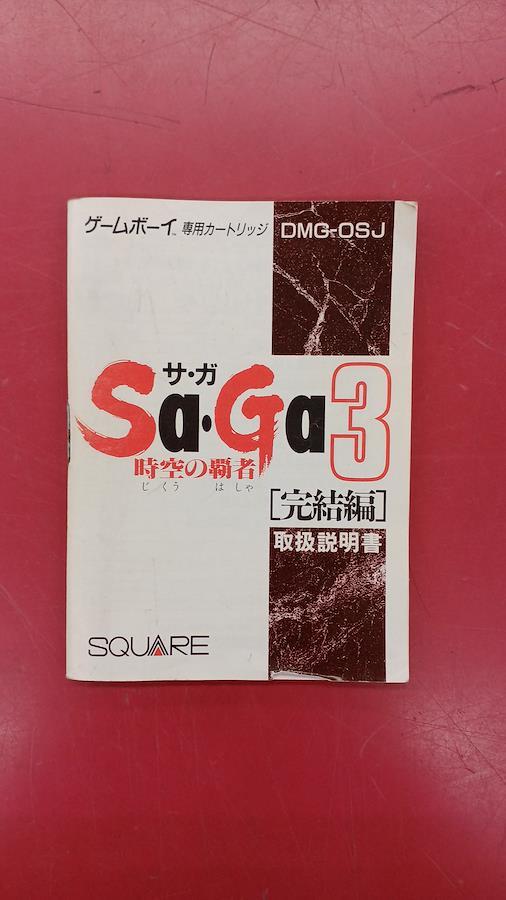 ゲームボーイ™専用カートリッジ DMG-OSJ
サ・ガ
Sa・Ga3
時空の覇者
じくう はしゃ
[完結編]
取扱説明書
SQUARE